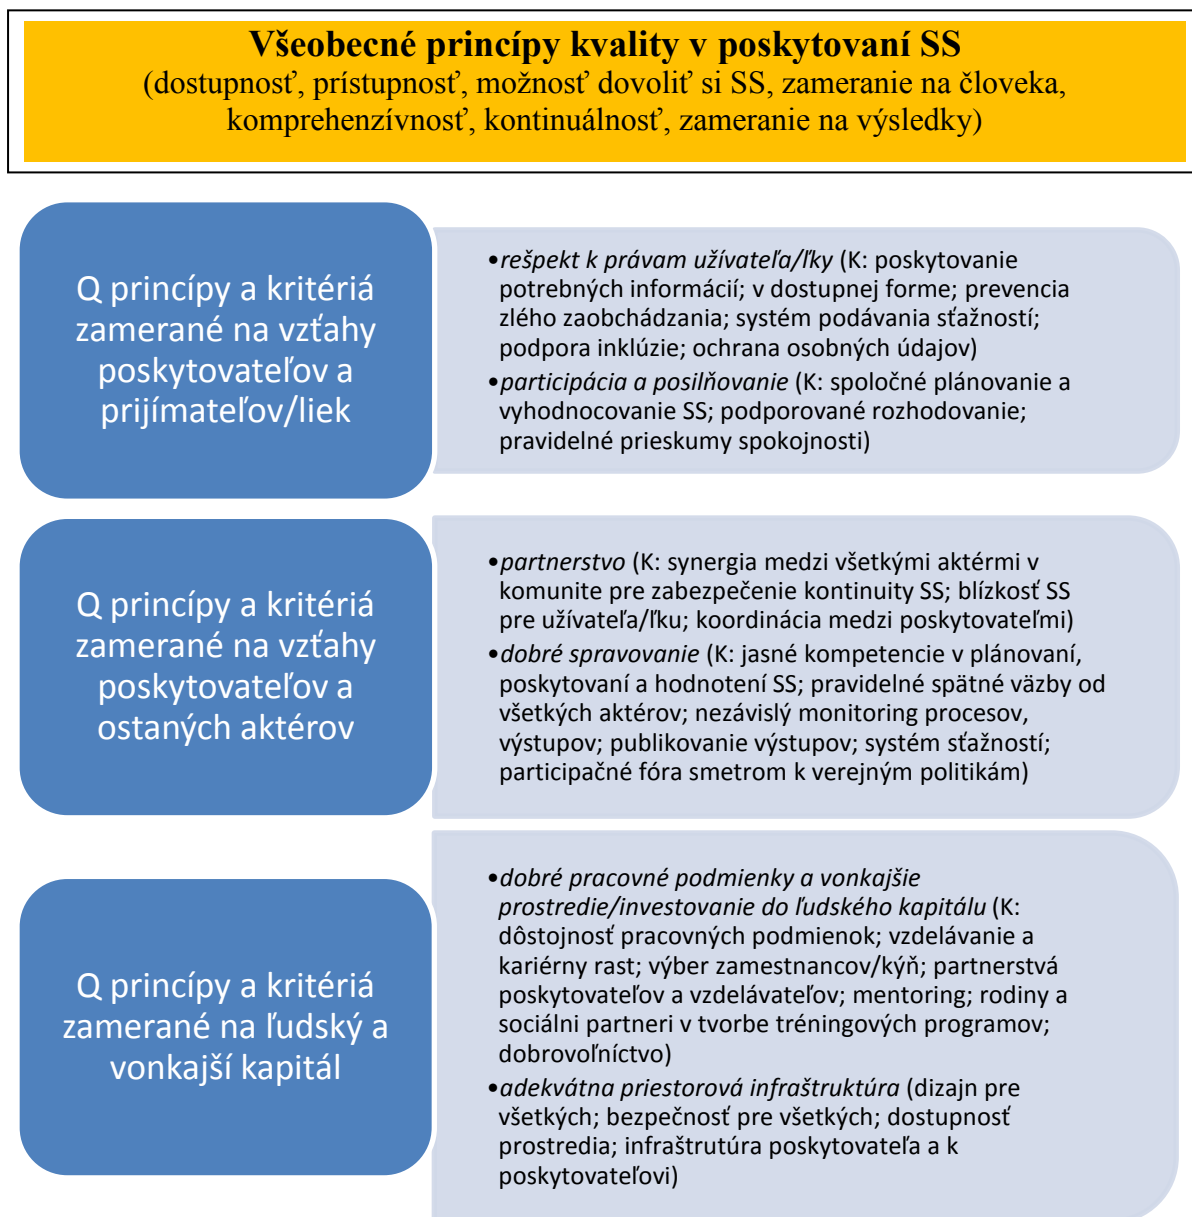 Všeobecné princípy kvality v poskytovaní SS
(dostupnosť, prístupnosť, možnosť dovoliť si SS, zameranie na človeka,
komprehenzívnosť, kontinuálnosť, zameranie na výsledky)
Q princípy a kritériá
zamerané na vzťahy
poskytovateľov a
prijímateľov/liek
•rešpekt k právam užívateľa/ľky (K: poskytovanie
potrebných informácií; v dostupnej forme; prevencia
zlého zaobchádzania; systém podávania sťažností;
podpora inklúzie; ochrana osobných údajov)
•participácia a posilňovanie (K: spoločné plánovanie a
vyhodnocovanie SS; podporované rozhodovanie;
pravidelné prieskumy spokojnosti)
Q princípy a kritériá
zamerané na vzťahy
poskytovateľov a
ostaných aktérov
•partnerstvo (K: synergia medzi všetkými aktérmi v
komunite pre zabezpečenie kontinuity SS; blízkosť SS
pre užívateľa/ľku; koordinácia medzi poskytovateľmi)
•dobré spravovanie (K: jasné kompetencie v plánovaní,
poskytovaní a hodnotení SS; pravidelné spätné väzby od
všetkých aktérov; nezávislý monitoring procesov,
výstupov; publikovanie výstupov; systém sťažností;
participačné fóra smetrom k verejným politikám)
Q princípy a kritériá
zamerané na ľudský a
vonkajší kapitál
•dobré pracovné podmienky a vonkajšie
prostredie/investovanie do ľudského kapitálu (K:
dôstojnosť pracovných podmienok; vzdelávanie a
kariérny rast; výber zamestnancov/kýň; partnerstvá
poskytovateľov a vzdelávateľov; mentoring; rodiny a
sociálni partneri v tvorbe tréningových programov;
dobrovoľníctvo)
•adekvátna priestorová infraštruktúra (dizajn pre
všetkých; bezpečnosť pre všetkých; dostupnosť
prostredia; infraštrutúra poskytovateľa a k
poskytovateľovi)